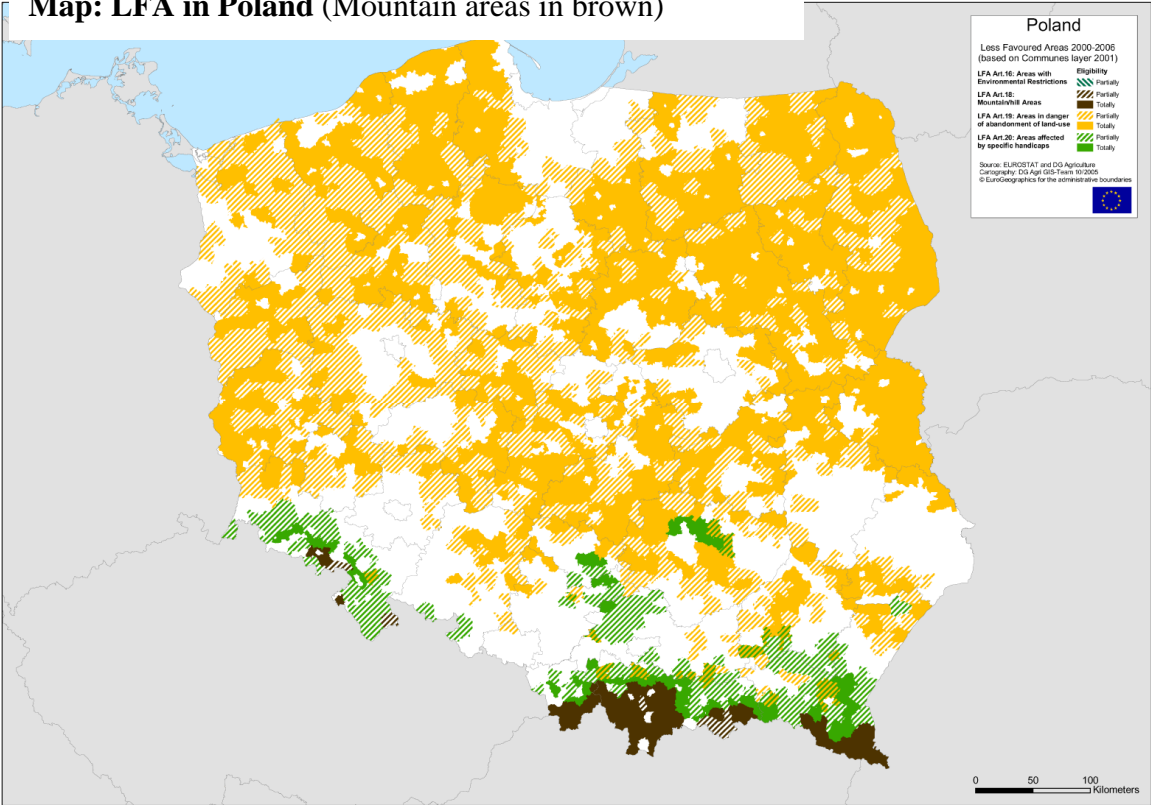 Map: LFA in Poland (Mountain areas in brown)
Poland
Less Favoured Areas 2000-2006
(based on Communes layer 2001)
Eligibility
LFA Art.16: Areas with
Environmental Restrictions
Partially
LFA Art.18:
Mountain/hill Areas
Partially
Totally
LFA Art.19: Areas in danger
of abandonment of land-use
Partially
Totally
LFA Art.20: Areas affected
by specific handicaps
Partially
Totally
Source: EUROSTAT and DG Agriculture
Cartography: DG Agri GIS-Team 10/2005
© EuroGeographics for the administrative boundaries
0 50 100
Kilometers